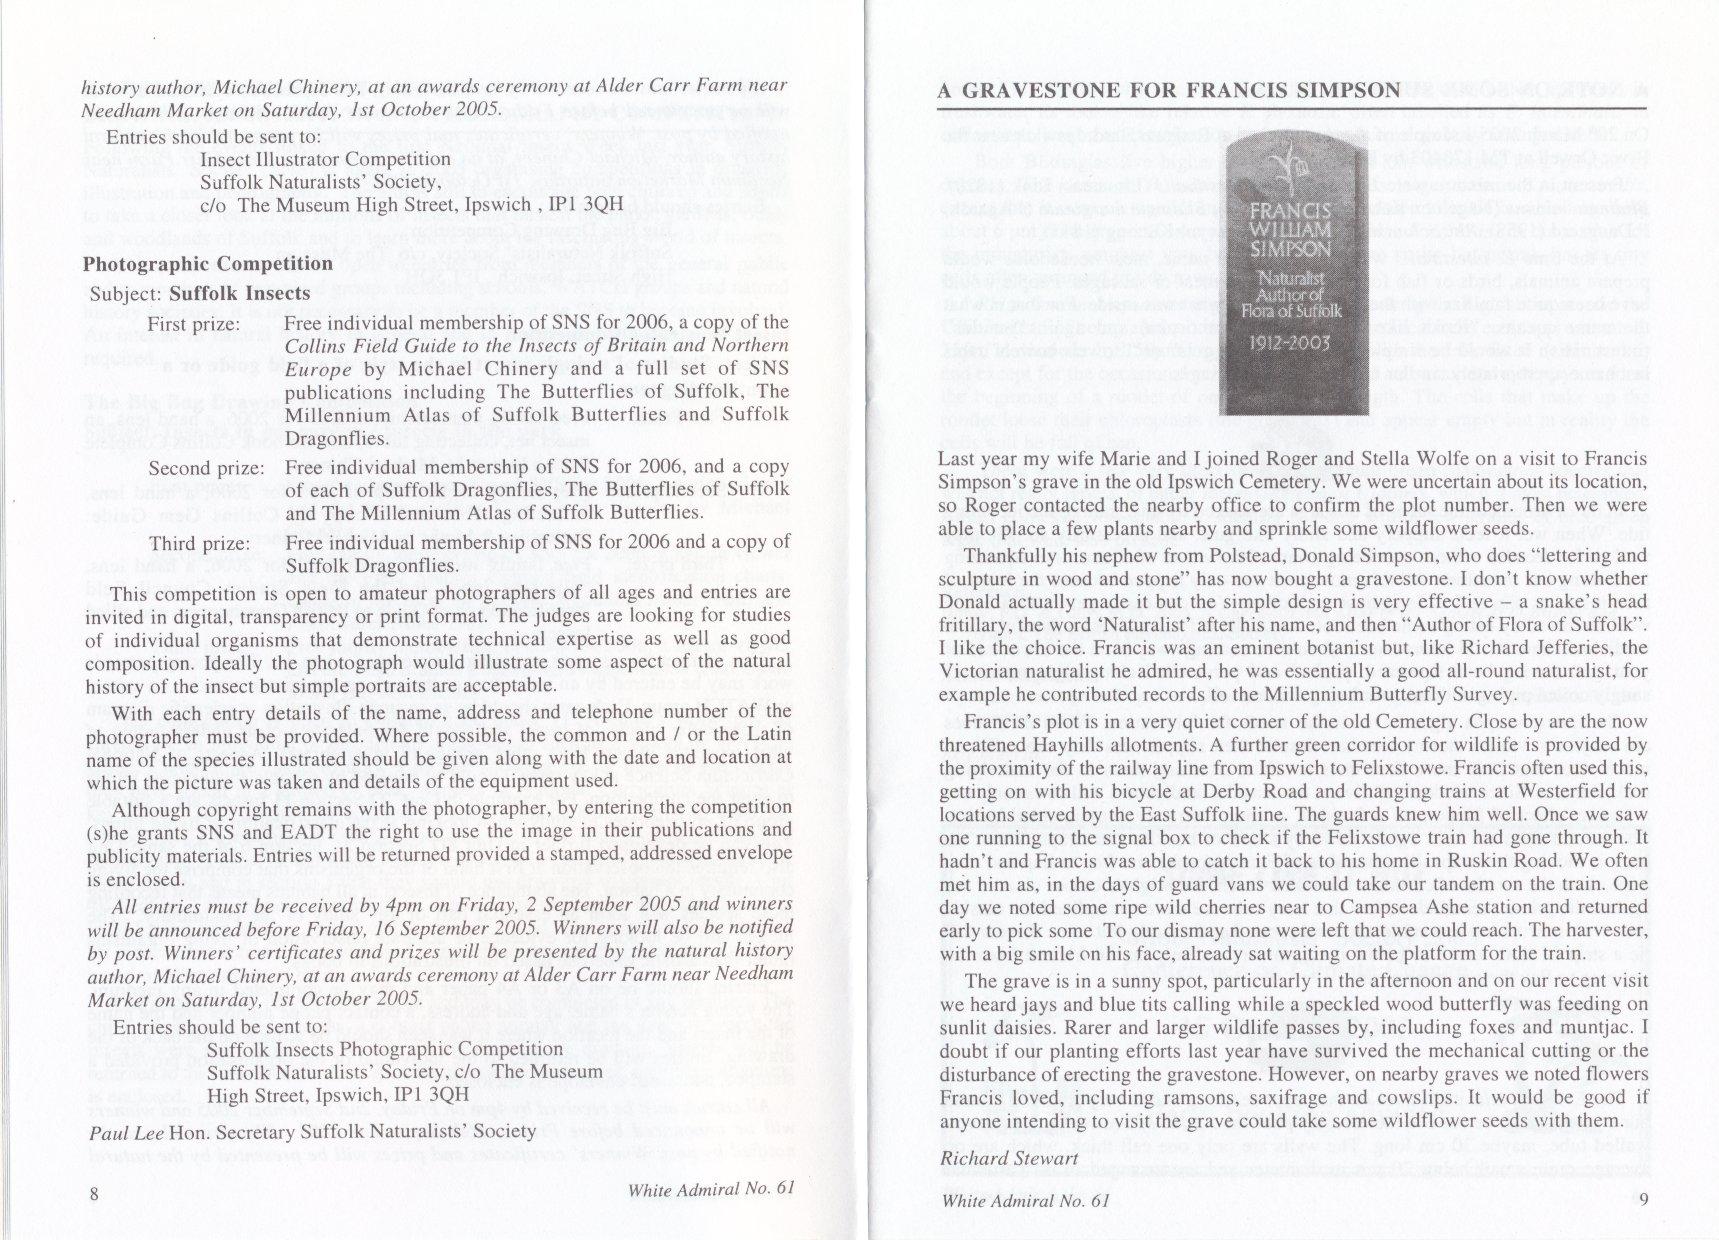 history author, Michael Chinery, at an awards ceremony at Alder Carr Farm near
Needham Market on Saturday, 1st October 2005.
Entries should be sent to:
Insect Illustrator Competition
Suffolk Naturalists' Society,
c/o The Museum High Street, Ipswich , IP1 3QH
Photographic Competition
Subject: Suffolk Insects
First prize: Free individual membership of SNS for 2006, a copy of the
Collins Field Guide to the Insects of Britain and Northern
Europe by Michael Chinery and a full set of SNS
publications including The Butterflies of Suffolk, The
Millennium Atlas of Suffolk Butterflies and Suffolk
Dragonflies.
Second prize: Free individual membership of SNS for 2006, and a copy
of each of Suffolk Dragonflies, The Butterflies of Suffolk
and The Millennium Atlas of Suffolk Butterflies.
Third prize: Free individual membership of SNS for 2006 and a copy of
Suffolk Dragonflies.
This competition is open to amateur photographers of all ages and entries are
invited in digital, transparency or print format. The judges are looking for studies
of individual organisms that demonstrate technical expertise as well as good
composition. Ideally the photograph would illustrate some aspect of the natural
history of the insect but simple portraits are acceptable.
With each entry details of the name, address and telephone number of the
photographer must be provided. Where possible, the common and / or the Latin
name of the species illustrated should be given along with the date and location at
which the picture was taken and details of the equipment used.
Although copyright remains with the photographer, by entering the competition
(s)he grants SNS and EADT the right to use the image in their publications and
publicity materials. Entries will be returned provided a stamped, addressed envelope
is enclosed.
All entries must be received by 4pm on Friday, 2 September 2005 and winners
will be announced before Friday, 16 September 2005. Winners will also be notified
by post. Winners' certificates and prizes will be presented by the natural history
author, Michael Chinery, at an awards ceremony at Alder Carr Farm near Needham
Market on Saturday, 1st October 2005.
Entries should be sent to:
Suffolk Insects Photographic Competition
Suffolk Naturalists' Society, c/o The Museum
High Street, Ipswich, IP1 3QH
Paul Lee Hon. Secretary Suffolk Naturalists' Society
8 White Admiral No. 61
A GRAVESTONE FOR FRANCIS SIMPSON
FRANCIS
WILLIAM
SIMPSON
Naturalist
Author of
Flora of Suffolk
1912-2003
Last year my wife Marie and I joined Roger and Stella Wolfe on a visit to Francis
Simpson's grave in the old Ipswich Cemetery. We were uncertain about its location,
so Roger contacted the nearby office to confirm the plot number. Then we were
able to place a few plants nearby and sprinkle some wildflower seeds.
Thankfully his nephew from Polstead, Donald Simpson, who does "lettering and
sculpture in wood and stone" has now bought a gravestone. I don't know whether
Donald actually made it but the simple design is very effective – a snake's head
fritillary, the word 'Naturalist' after his name, and then "Author of Flora of Suffolk".
I like the choice. Francis was an eminent botanist but, like Richard Jefferies, the
Victorian naturalist he admired, he was essentially a good all-round naturalist, for
example he contributed records to the Millennium Butterfly Survey.
Francis's plot is in a very quiet corner of the old Cemetery. Close by are the now
threatened Hayhills allotments. A further green corridor for wildlife is provided by
the proximity of the railway line from Ipswich to Felixstowe. Francis often used this,
getting on with his bicycle at Derby Road and changing trains at Westerfield for
locations served by the East Suffolk iine. The guards knew him well. Once we saw
one running to the signal box to check if the Felixstowe train had gone through. It
hadn't and Francis was able to catch it back to his home in Ruskin Road. We often
met him as, in the days of guard vans we could take our tandem on the train. One
day we noted some ripe wild cherries near to Campsea Ashe station and returned
early to pick some To our dismay none were left that we could reach. The harvester,
with a big smile on his face, already sat waiting on the platform for the train.
The grave is in a sunny spot, particularly in the afternoon and on our recent visit
we heard jays and blue tits calling while a speckled wood butterfly was feeding on
sunlit daisies. Rarer and larger wildlife passes by, including foxes and muntjac. I
doubt if our planting efforts last year have survived the mechanical cutting or the
disturbance of erecting the gravestone. However, on nearby graves we noted flowers
Francis loved, including ramsons, saxifrage and cowslips. It would be good if
anyone intending to visit the grave could take some wildflower seeds with them.
Richard Stewart
White Admiral No. 61 9